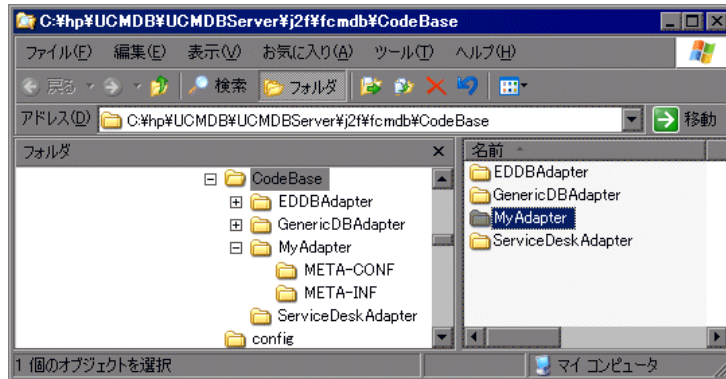 C:¥hp¥UCMDB¥UCMDBServer¥j2f¥fcmdb¥CodeBase
ファイル(F) 編集(E) 表示(V) お気に入り(A) ツール(T) ヘルプ(H)
戻る 検索 フォルダ
アドレス(D) C:¥hp¥UCMDB¥UCMDBServer¥j2f¥fcmdb¥CodeBase 移動
フォルダ
CodeBase
EDDBAdapter
GenericDBAdapter
MyAdapter
META-CONF
META-INF
ServiceDeskAdapter
config
名前
EDDBAdapter
GenericDBAdapter
MyAdapter
ServiceDeskAdapter
1 個のオブジェクトを選択 マイ コンピュータ